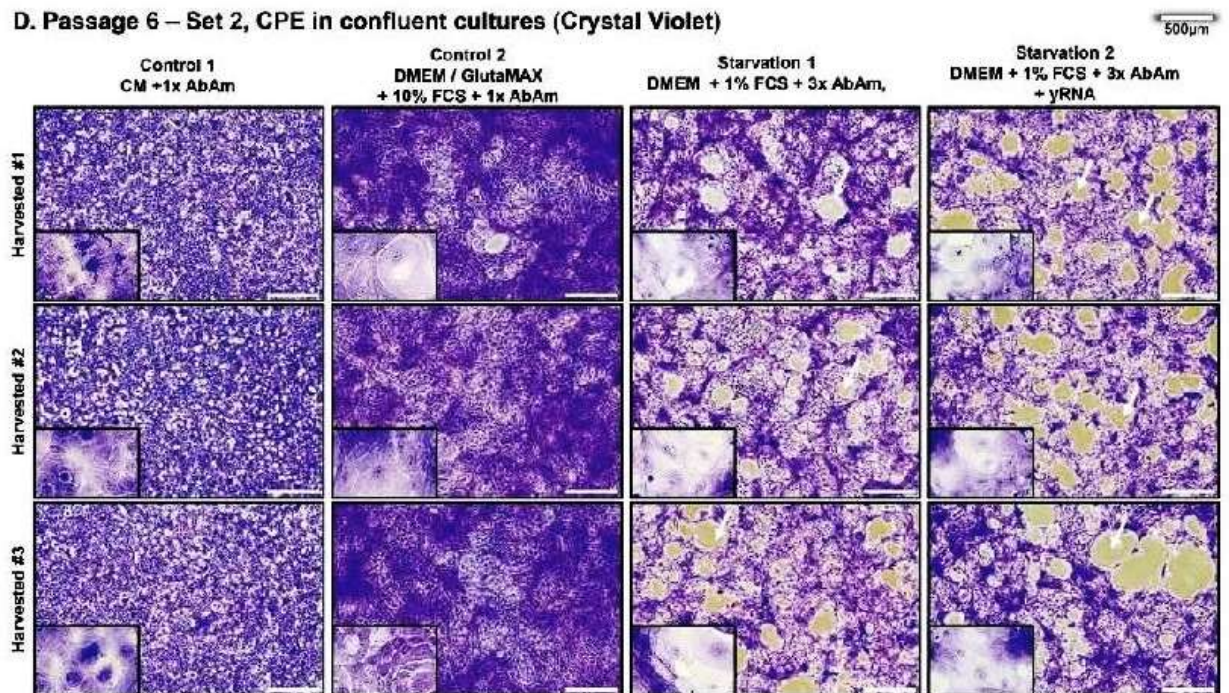 D. Passage 6 – Set 2, CPE in confluent cultures (Crystal Violet)
500µm
Control 1
CM +1x AbAm
Control 2
DMEM / GlutaMAX
+ 10% FCS + 1x AbAm
Starvation 1
DMEM + 1% FCS + 3x AbAm,
Starvation 2
DMEM + 1% FCS + 3x AbAm
+ yRNA
Harvested #1
Harvested #2
Harvested #3